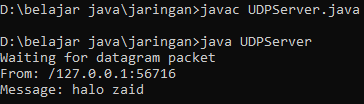 D:\belajar java\jaringan>javac UDPServer.java
D:\belajar java\jaringan>java UDPServer
Waiting for datagram packet
From: /127.0.0.1:56716
Message: halo zaid